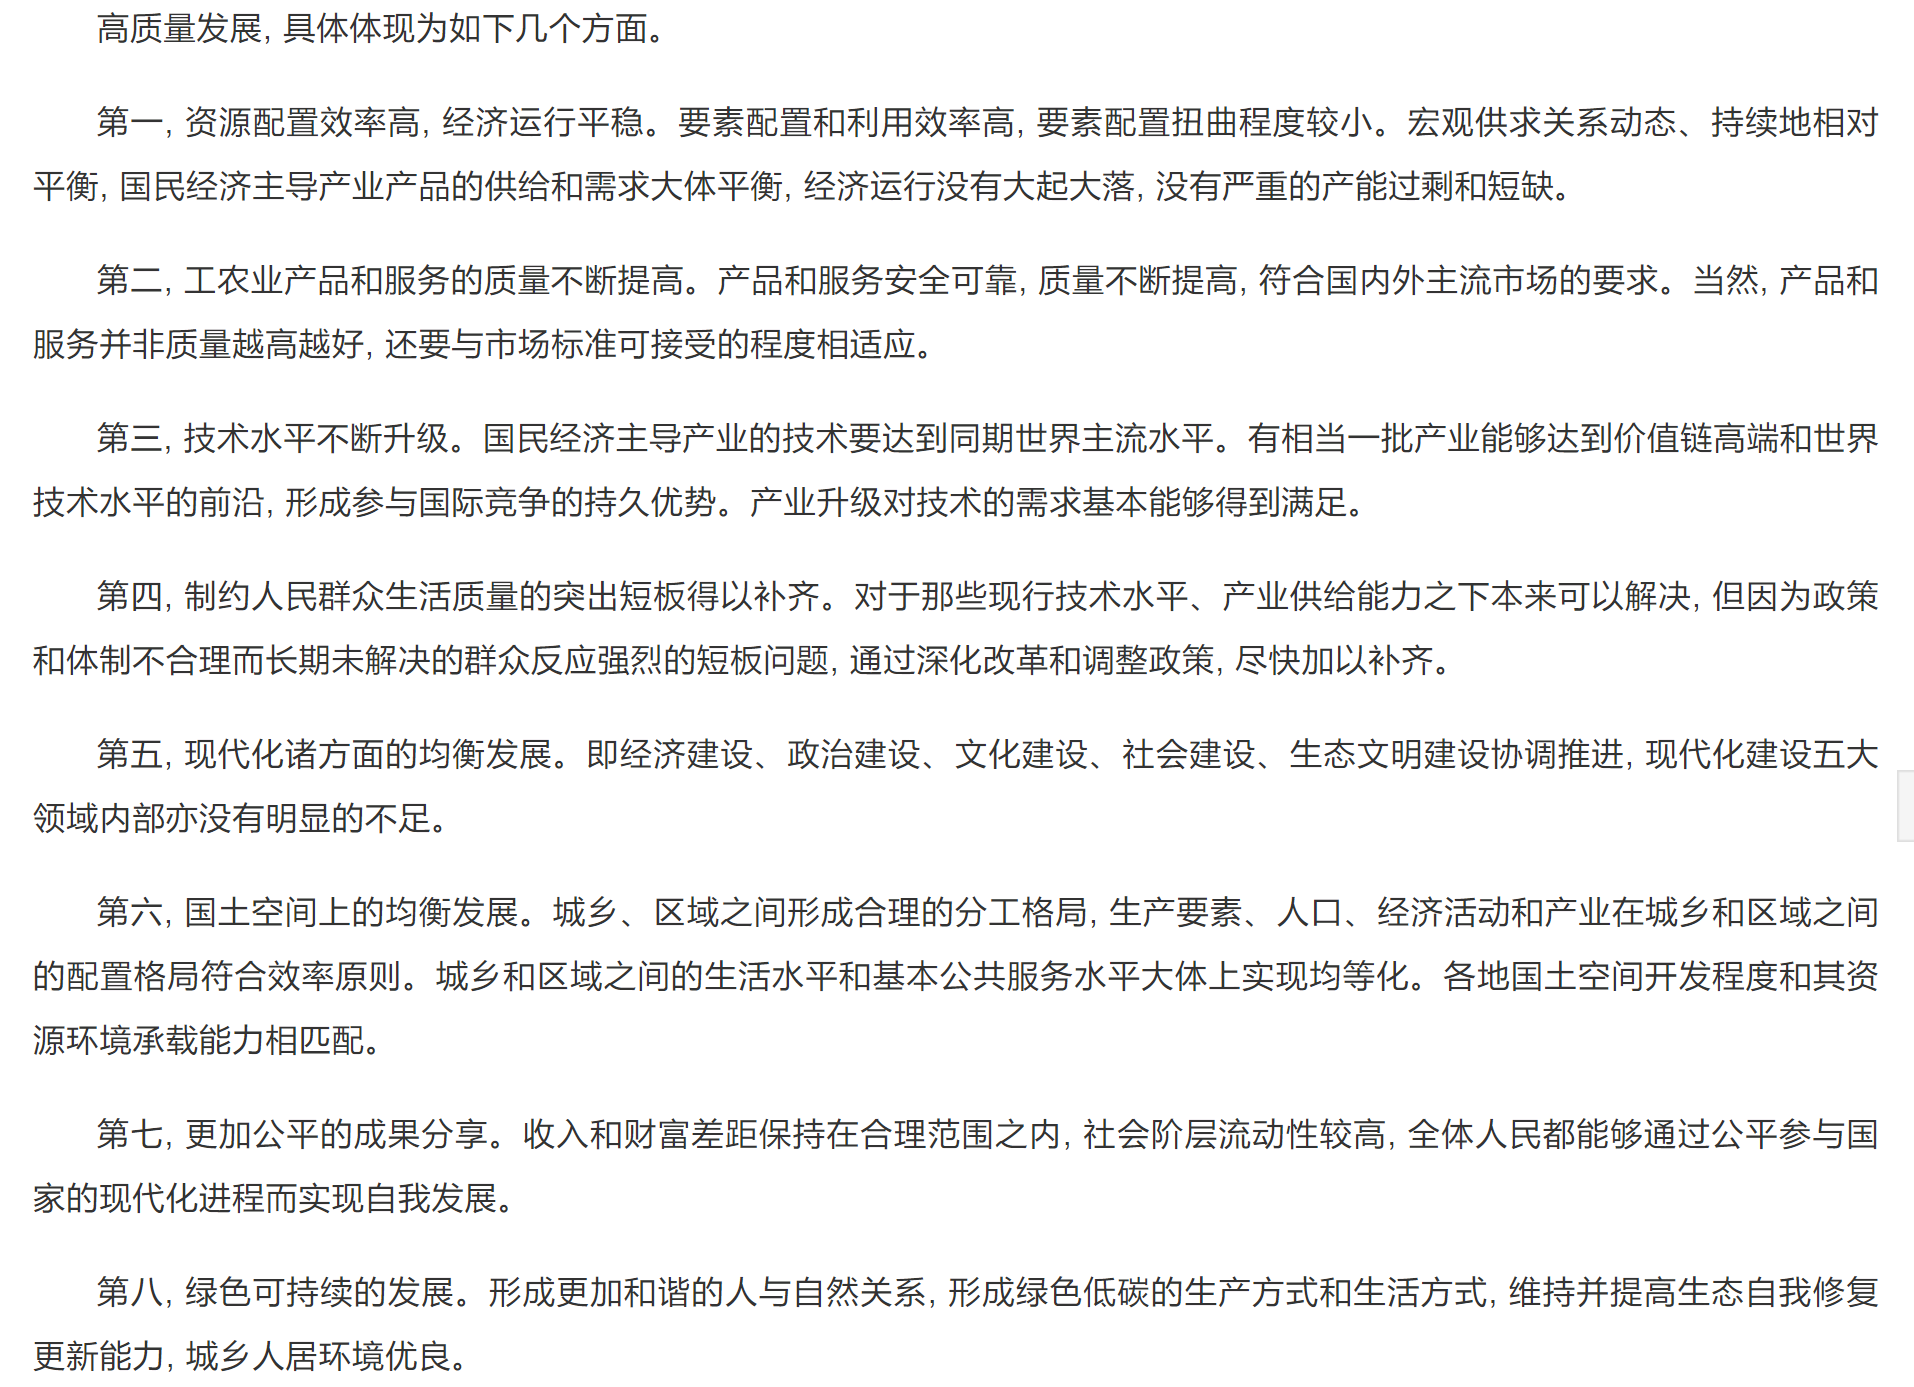 高质量发展, 具体体现为如下几个方面。
第一, 资源配置效率高, 经济运行平稳。要素配置和利用效率高, 要素配置扭曲程度较小。宏观供求关系动态、持续地相对
平衡, 国民经济主导产业产品的供给和需求大体平衡, 经济运行没有大起大落, 没有严重的产能过剩和短缺。
第二, 工农业产品和服务的质量不断提高。产品和服务安全可靠, 质量不断提高, 符合国内外主流市场的要求。当然, 产品和
服务并非质量越高越好, 还要与市场标准可接受的程度相适应。
第三, 技术水平不断升级。国民经济主导产业的技术要达到同期世界主流水平。有相当一批产业能够达到价值链高端和世界
技术水平的前沿, 形成参与国际竞争的持久优势。产业升级对技术的需求基本能够得到满足。
第四, 制约人民群众生活质量的突出短板得以补齐。对于那些现行技术水平、产业供给能力之下本来可以解决, 但因为政策
和体制不合理而长期未解决的群众反应强烈的短板问题, 通过深化改革和调整政策, 尽快加以补齐。
第五, 现代化诸方面的均衡发展。即经济建设、政治建设、文化建设、社会建设、生态文明建设协调推进, 现代化建设五大
领域内部亦没有明显的不足。
第六, 国土空间上的均衡发展。城乡、区域之间形成合理的分工格局, 生产要素、人口、经济活动和产业在城乡和区域之间
的配置格局符合效率原则。城乡和区域之间的生活水平和基本公共服务水平大体上实现均等化。各地国土空间开发程度和其资
源环境承载能力相匹配。
第七, 更加公平的成果分享。收入和财富差距保持在合理范围之内, 社会阶层流动性较高, 全体人民都能够通过公平参与国
家的现代化进程而实现自我发展。
第八, 绿色可持续的发展。形成更加和谐的人与自然关系, 形成绿色低碳的生产方式和生活方式, 维持并提高生态自我修复
更新能力, 城乡人居环境优良。